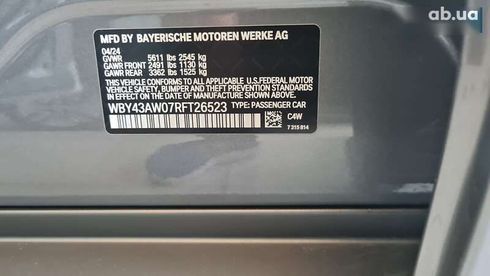 ab.ua
MFD BY BAYERISCHE MOTOREN WERKE AG
04/24
GVWR 5611 lbs 2545 kg
GAWR FRONT 2491 lbs 1130 kg
GAWR REAR 3362 lbs 1525 kg
THIS VEHICLE CONFORMS TO ALL APPLICABLE U.S. FEDERAL MOTOR
VEHICLE SAFETY, BUMPER, AND THEFT PREVENTION STANDARDS IN
EFFECT ON THE DATE OF MANUFACTURE SHOWN ABOVE.
WBY43AW07RFT26523 TYPE: PASSENGER CAR
C4W
7 315 814